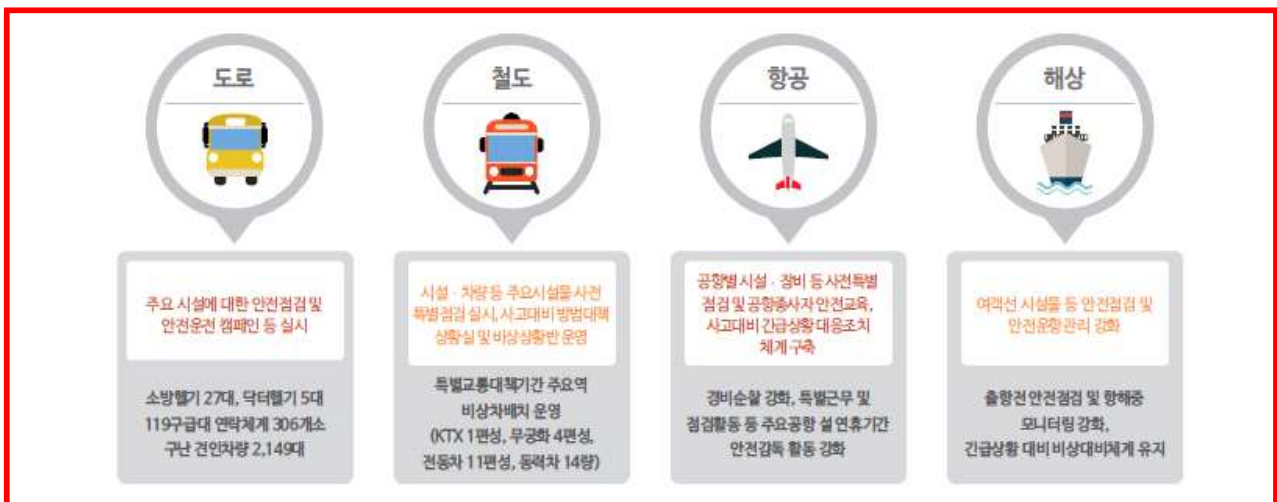 도로
주요 시설에 대한 안전점검 및
안전운전 캠페인 등 실시
소방헬기 27대, 닥터헬기 5대
119구급대 연락체계 306개소
구난 견인차량 2,149대
철도
시설 · 차량 등 주요시설물 사전
특별점검 실시, 사고대비 방범대책
상황실 및 비상상황반 운영
특별교통대책기간 주요역
비상차배치 운영
(KTX 1편성, 무궁화 4편성,
전동차 11편성, 동력차 14량)
항공
공항별 시설 · 장비 등 사전특별
점검 및 공항종사자 안전교육,
사고대비 긴급상황 대응조치
체계 구축
경비순찰 강화, 특별근무 및
점검활동 등 주요공항 설 연휴기간
안전감독 활동 강화
해상
여객선 시설물 등 안전점검 및
안전운항관리 강화
출항전 안전점검 및 항해중
모니터링 강화,
긴급상황 대비 비상대비체계 유지